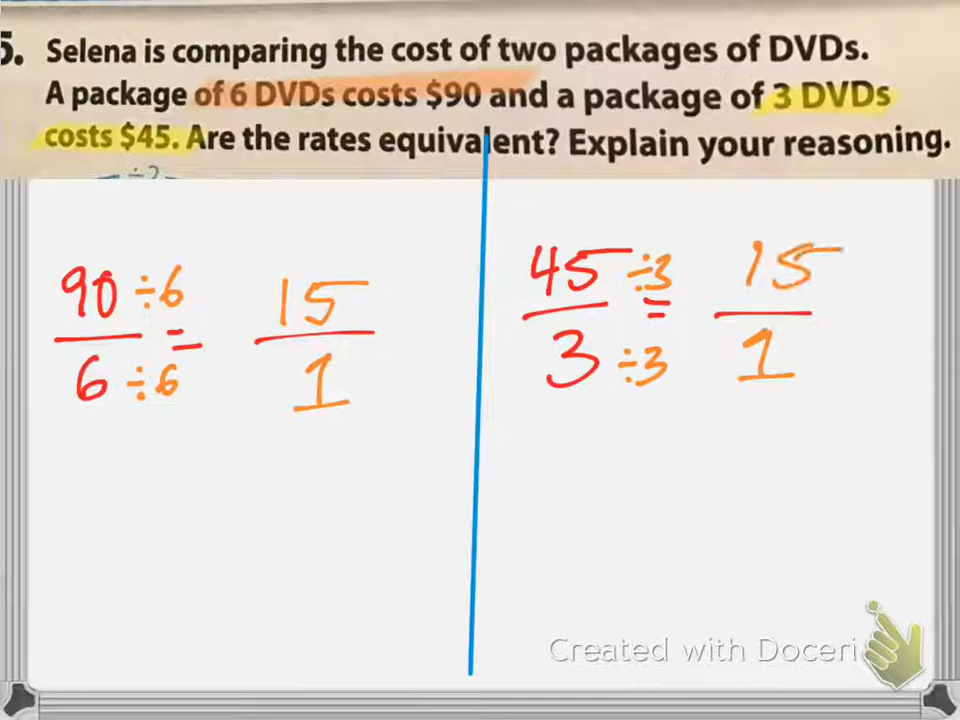 5. Selena is comparing the cost of two packages of DVDs.
A package of 6 DVDs costs $90 and a package of 3 DVDs
costs $45. Are the rates equivalent? Explain your reasoning.
÷2
90 ÷6 = 15
6 ÷6 1
45 ÷3 = 15
3 ÷3 1
Created with Doceri